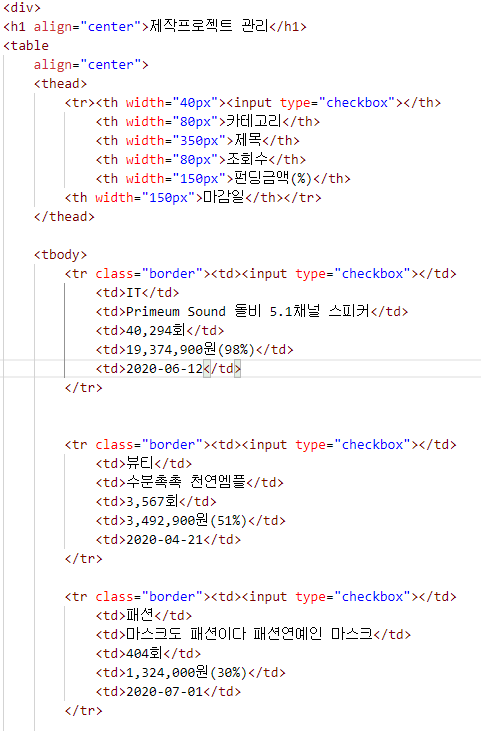 <div>
<h1 align="center">제작프로젝트 관리</h1>
<table
align="center">
<thead>
<tr><th width="40px"><input type="checkbox"></th>
<th width="80px">카테고리</th>
<th width="350px">제목</th>
<th width="80px">조회수</th>
<th width="150px">펀딩금액(%)</th>
<th width="150px">마감일</th></tr>
</thead>
<tbody>
<tr class="border"><td><input type="checkbox"></td>
<td>IT</td>
<td>Primeum Sound 돌비 5.1채널 스피커</td>
<td>40,294회</td>
<td>19,374,900원(98%)</td>
<td>2020-06-12</td>
</tr>
<tr class="border"><td><input type="checkbox"></td>
<td>뷰티</td>
<td>수분촉촉 천연엠플</td>
<td>3,567회</td>
<td>3,492,900원(51%)</td>
<td>2020-04-21</td>
</tr>
<tr class="border"><td><input type="checkbox"></td>
<td>패션</td>
<td>마스크도 패션이다 패션연예인 마스크</td>
<td>404회</td>
<td>1,324,000원(30%)</td>
<td>2020-07-01</td>
</tr>